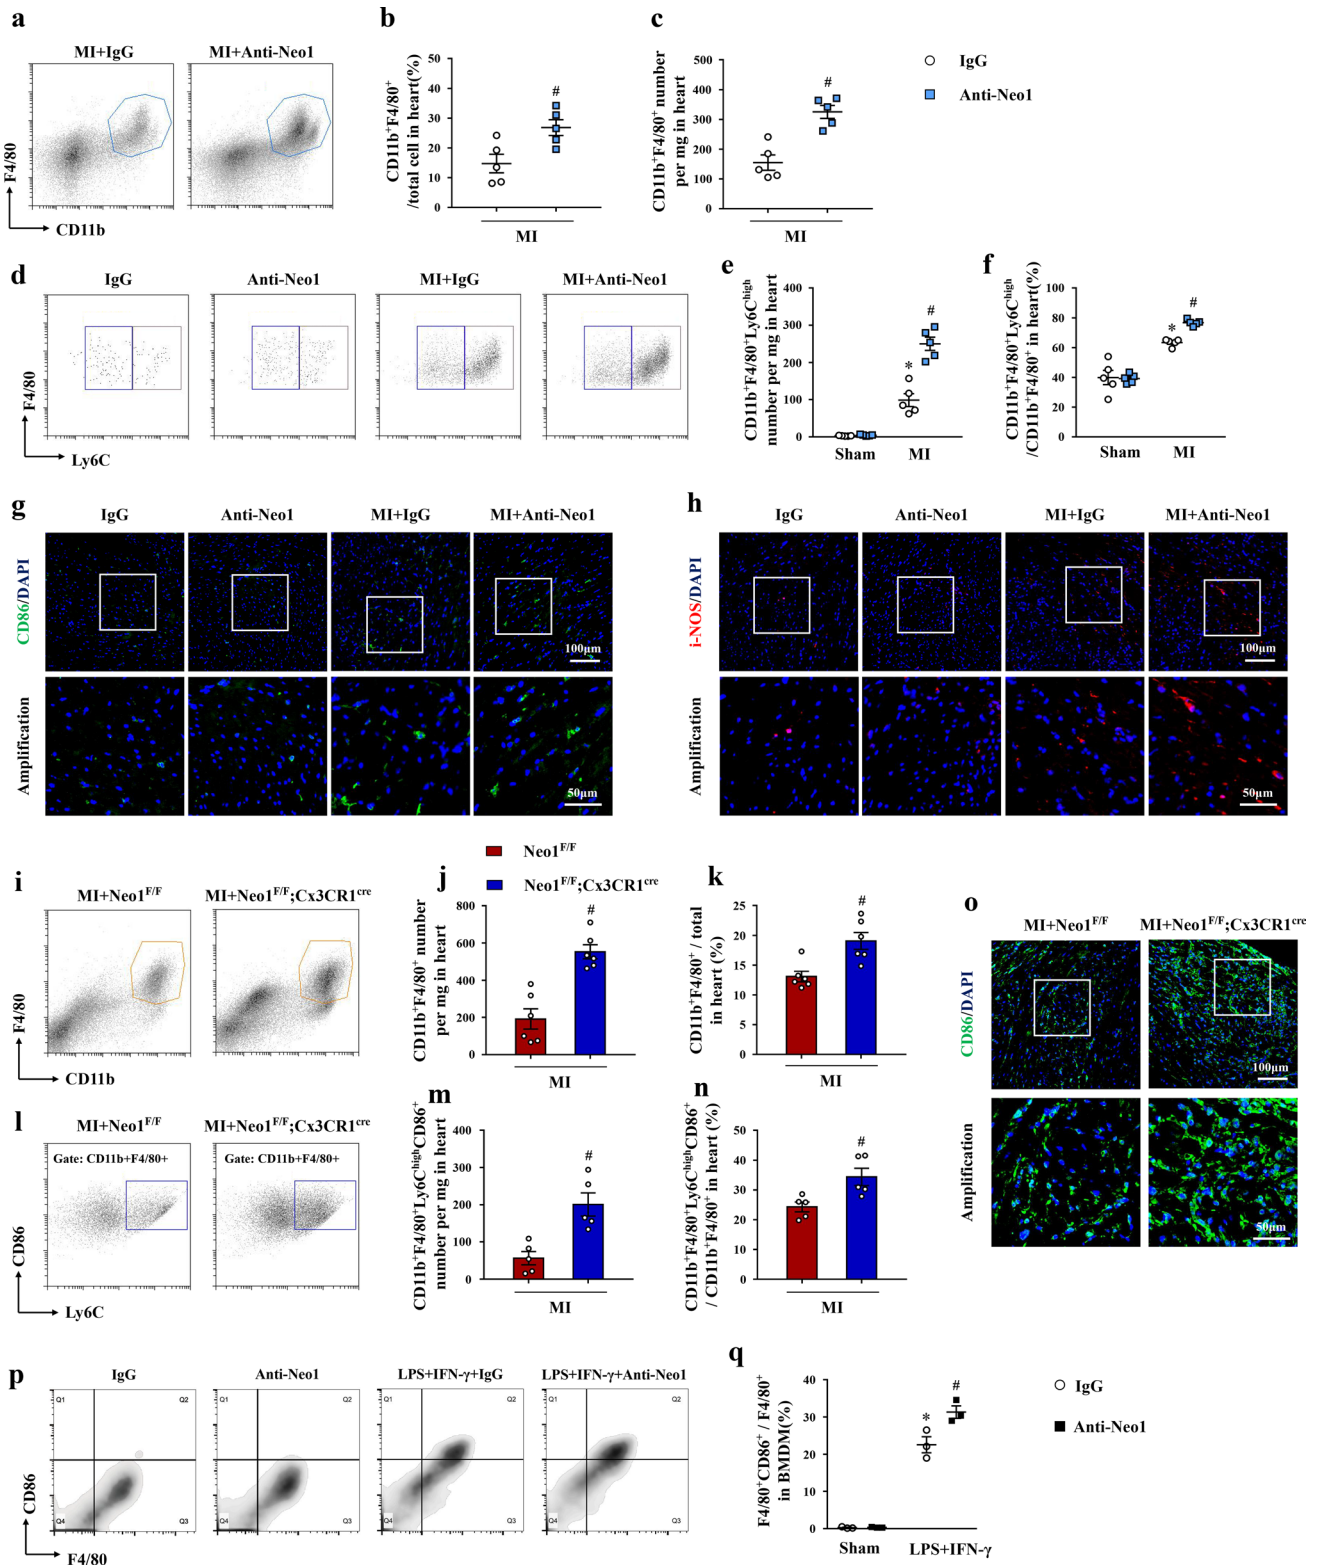 a
MI+IgG
MI+Anti-Neo1
F4/80
CD11b
b
CD11b⁺F4/80⁺
/total cell in heart(%)
50
40
30
20
10
0
#
MI
c
CD11b⁺F4/80⁺ number
per mg in heart
500
400
300
200
100
0
#
MI
IgG
Anti-Neo1
d
IgG
Anti-Neo1
MI+IgG
MI+Anti-Neo1
F4/80
Ly6C
e
CD11b⁺F4/80⁺Ly6Cʰⁱᵍʰ
number per mg in heart
400
300
200
100
0
*
#
Sham
MI
f
CD11b⁺F4/80⁺Ly6Cʰⁱᵍʰ
/CD11b⁺F4/80⁺ in heart(%)
100
80
60
40
20
0
*
#
Sham
MI
g
IgG
Anti-Neo1
MI+IgG
MI+Anti-Neo1
CD86/DAPI
100μm
Amplification
50μm
h
IgG
Anti-Neo1
MI+IgG
MI+Anti-Neo1
i-NOS/DAPI
100μm
Amplification
50μm
Neo1ᶠ/ᶠ
Neo1ᶠ/ᶠ;Cx3CR1ᶜʳᵉ
i
MI+Neo1ᶠ/ᶠ
MI+Neo1ᶠ/ᶠ;Cx3CR1ᶜʳᵉ
F4/80
CD11b
j
CD11b⁺F4/80⁺ number
per mg in heart
800
600
400
200
0
#
MI
k
CD11b⁺F4/80⁺ / total
in heart (%)
25
20
15
10
5
0
#
MI
l
MI+Neo1ᶠ/ᶠ
MI+Neo1ᶠ/ᶠ;Cx3CR1ᶜʳᵉ
Gate: CD11b+F4/80+
Gate: CD11b+F4/80+
CD86
Ly6C
m
CD11b⁺F4/80⁺Ly6CʰⁱᵍʰCD86⁺
number per mg in heart
400
300
200
100
0
#
MI
n
CD11b⁺F4/80⁺Ly6CʰⁱᵍʰCD86⁺
/ CD11b⁺F4/80⁺ in heart (%)
50
40
30
20
10
0
#
MI
o
MI+Neo1ᶠ/ᶠ
MI+Neo1ᶠ/ᶠ;Cx3CR1ᶜʳᵉ
CD86/DAPI
100μm
Amplification
50μm
p
IgG
Anti-Neo1
LPS+IFN-γ+IgG
LPS+IFN-γ+Anti-Neo1
Q1
Q2
Q4
Q3
Q1
Q2
Q4
Q3
Q1
Q2
Q4
Q3
Q1
Q2
Q4
Q3
CD86
F4/80
q
F4/80⁺CD86⁺ / F4/80⁺
in BMDM(%)
40
30
20
10
0
*
#
Sham
LPS+IFN-γ
IgG
Anti-Neo1